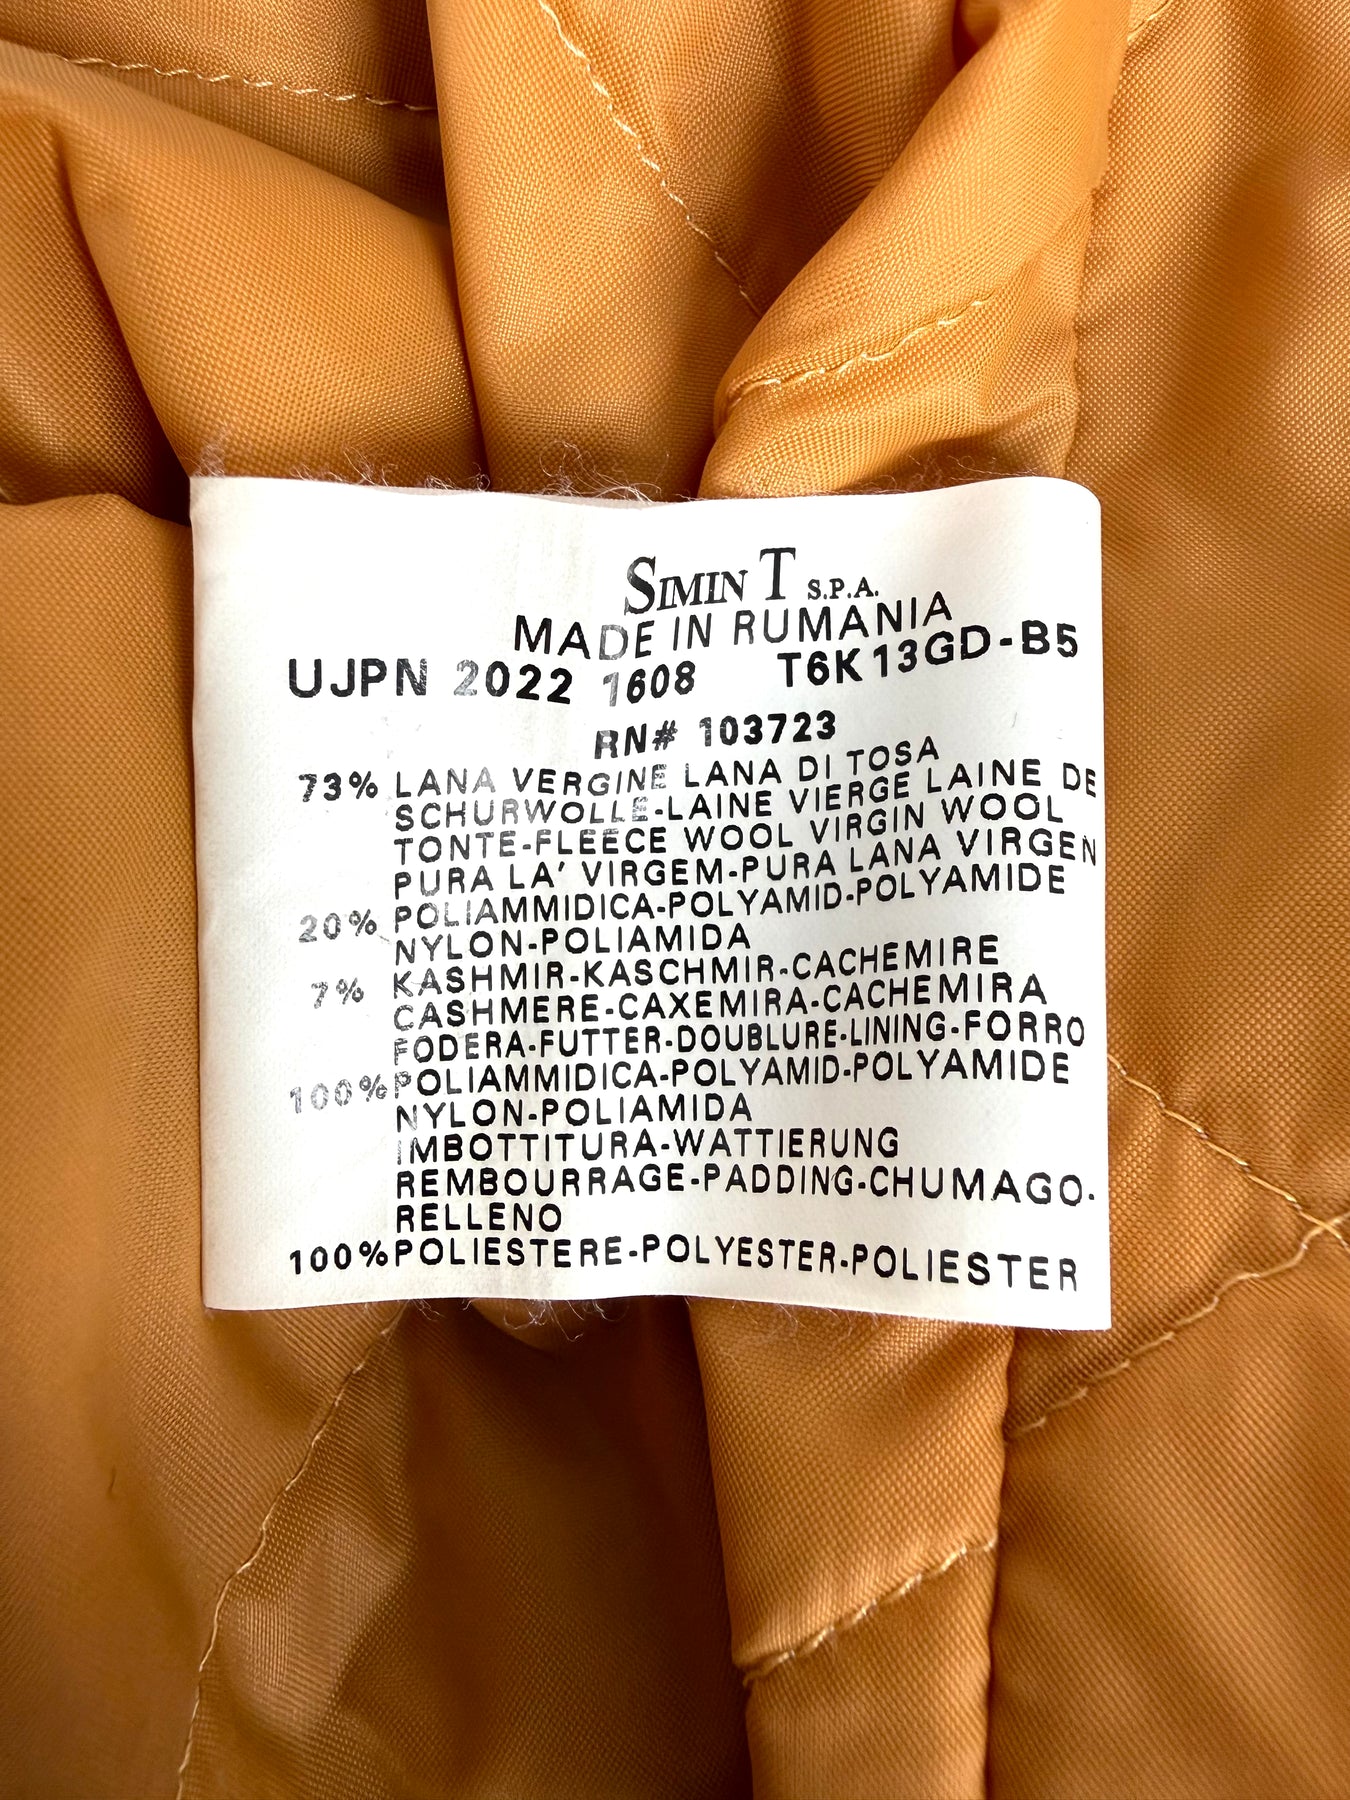 SIMIN T S.P.A.
MADE IN RUMANIA
UJPN 2022 1608 T6K13GD-B5
RN# 103723
73% LANA VERGINE LANA DI TOSA
SCHURWOLLE-LAINE VIERGE LAINE DE
TONTE-FLEECE WOOL VIRGIN WOOL
PURA LA' VIRGEM-PURA LANA VIRGEN
20% POLIAMMIDICA-POLYAMID-POLYAMIDE
NYLON-POLIAMIDA
7% KASHMIR-KASCHMIR-CACHEMIRE
CASHMERE-CAXEMIRA-CACHEMIRA
FODERA-FUTTER-DOUBLURE-LINING-FORRO
100% POLIAMMIDICA-POLYAMID-POLYAMIDE
NYLON-POLIAMIDA
IMBOTTITURA-WATTIERUNG
REMBOURRAGE-PADDING-CHUMAGO.
RELLENO
100% POLIESTERE-POLYESTER-POLIESTER